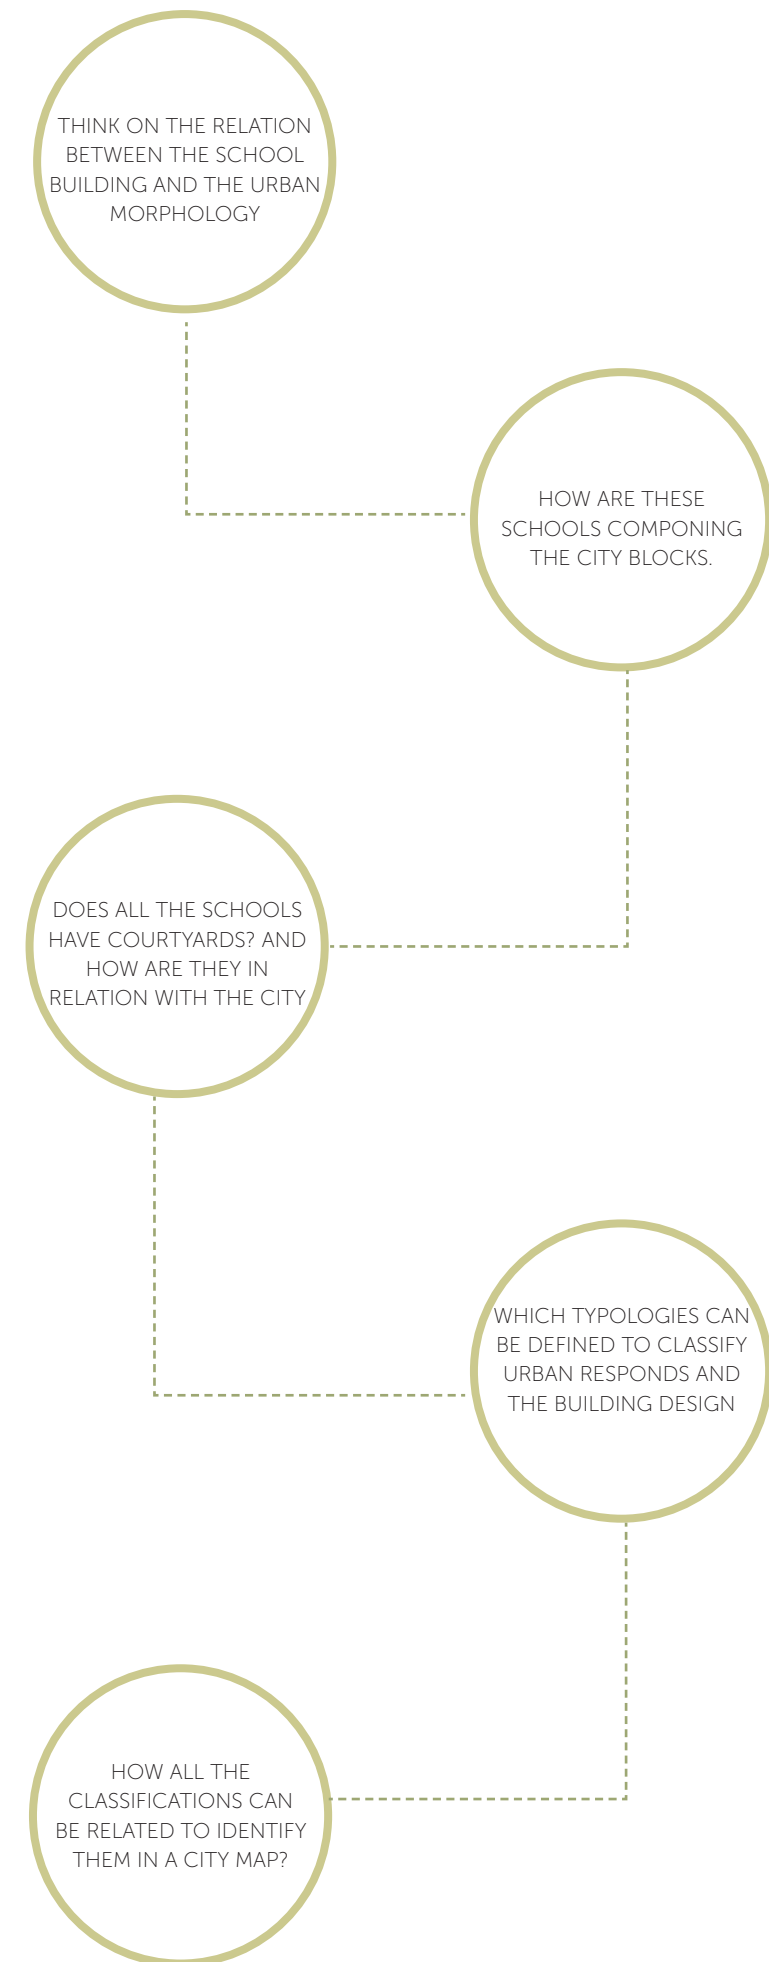 THINK ON THE RELATION
BETWEEN THE SCHOOL
BUILDING AND THE URBAN
MORPHOLOGY
HOW ARE THESE
SCHOOLS COMPONING
THE CITY BLOCKS.
DOES ALL THE SCHOOLS
HAVE COURTYARDS? AND
HOW ARE THEY IN
RELATION WITH THE CITY
WHICH TYPOLOGIES CAN
BE DEFINED TO CLASSIFY
URBAN RESPONDS AND
THE BUILDING DESIGN
HOW ALL THE
CLASSIFICATIONS CAN
BE RELATED TO IDENTIFY
THEM IN A CITY MAP?